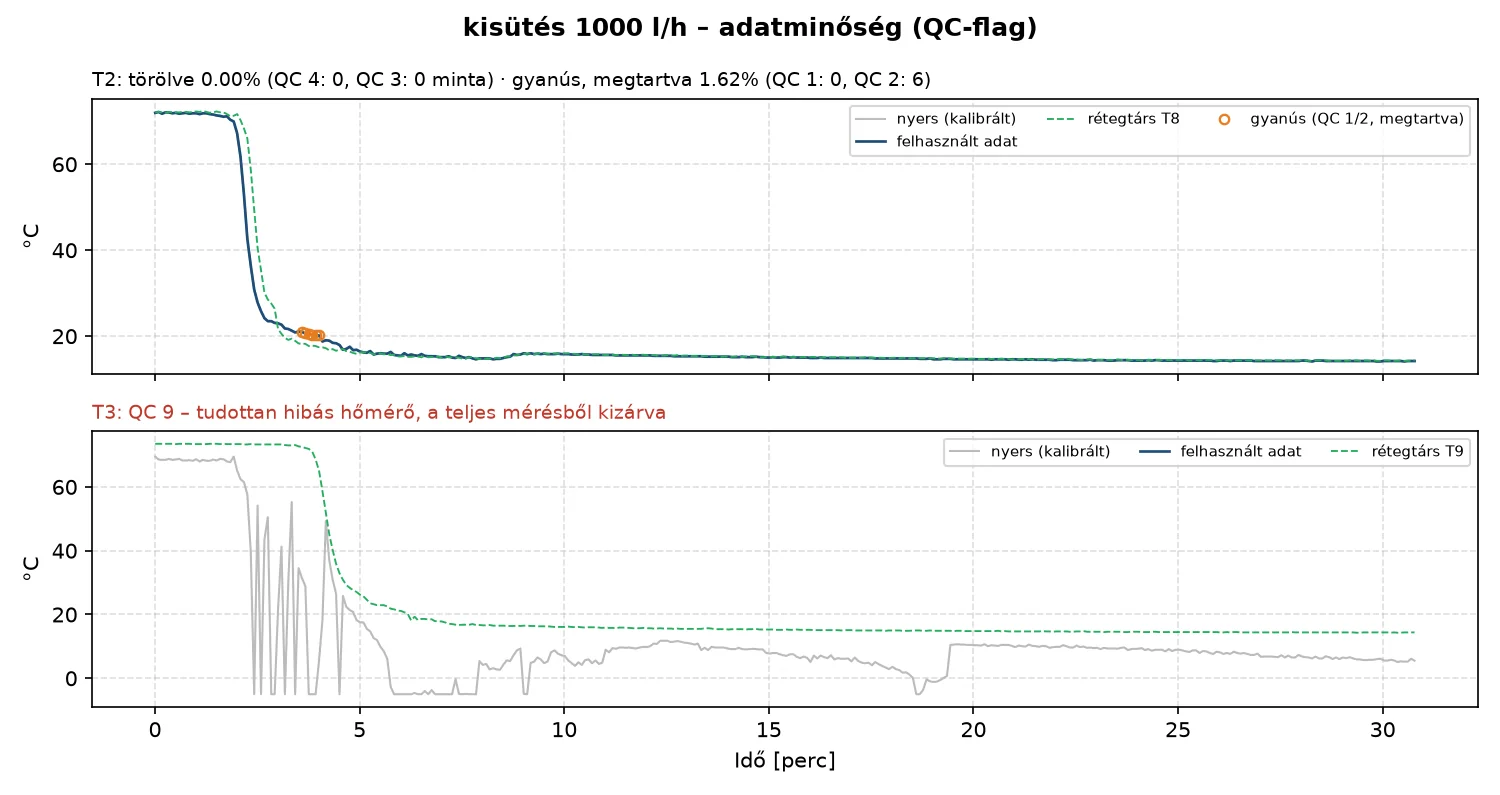 kisütés 1000 l/h – adatminőség (QC-flag)
T2: törölve 0.00% (QC 4: 0, QC 3: 0 minta) · gyanús, megtartva 1.62% (QC 1: 0, QC 2: 6)
nyers (kalibrált)
felhasznált adat
rétegtárs T8
gyanús (QC 1/2, megtartva)
°C
60
40
20
T3: QC 9 – tudottan hibás hőmérő, a teljes mérésből kizárva
nyers (kalibrált)
felhasznált adat
rétegtárs T9
°C
60
40
20
0
0 5 10 15 20 25 30
Idő [perc]